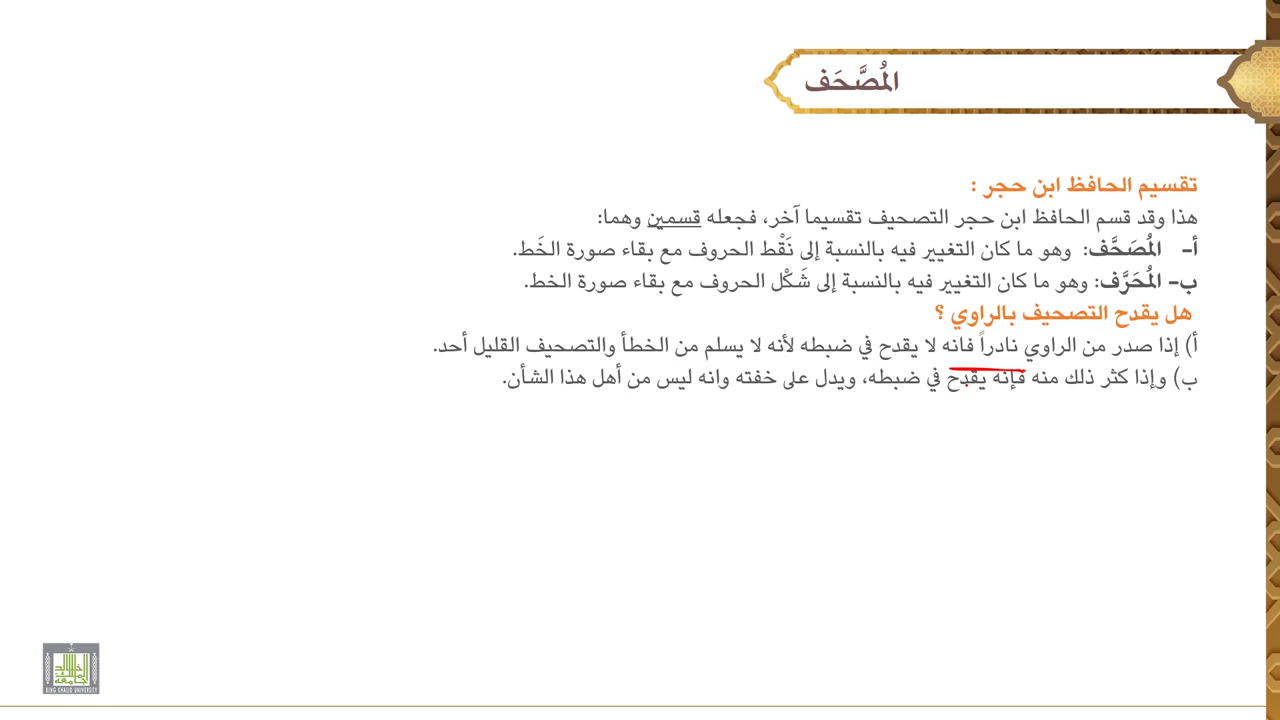 المُصَّحَف
تقسيم الحافظ ابن حجر :
هذا وقد قسم الحافظ ابن حجر التصحيف تقسيما آخر، فجعله قسمين وهما:
أ- المُصَحَّف: وهو ما كان التغيير فيه بالنسبة إلى نَقْط الحروف مع بقاء صورة الخَط.
ب- المُحَرَّف: وهو ما كان التغيير فيه بالنسبة إلى شَكْل الحروف مع بقاء صورة الخط.
هل يقدح التصحيف بالراوي ؟
أ) إذا صدر من الراوي نادراً فانه لا يقدح في ضبطه لأنه لا يسلم من الخطأ والتصحيف القليل أحد.
ب) وإذا كثر ذلك منه فإنه يقدح في ضبطه، ويدل على خفته وانه ليس من أهل هذا الشأن.
KING KHALID UNIVERSITY